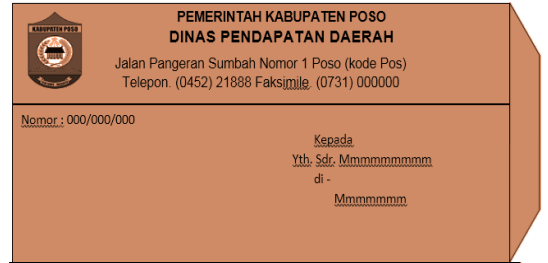 PEMERINTAH KABUPATEN POSO
DINAS PENDAPATAN DAERAH
KABUPATEN POSO
Jalan Pangeran Sumbah Nomor 1 Poso (kode Pos)
Telepon. (0452) 21888 Faksimile. (0731) 000000
Nomor : 000/000/000
Kepada
Yth. Sdr. Mmmmmmmmm
di -
Mmmmmmm